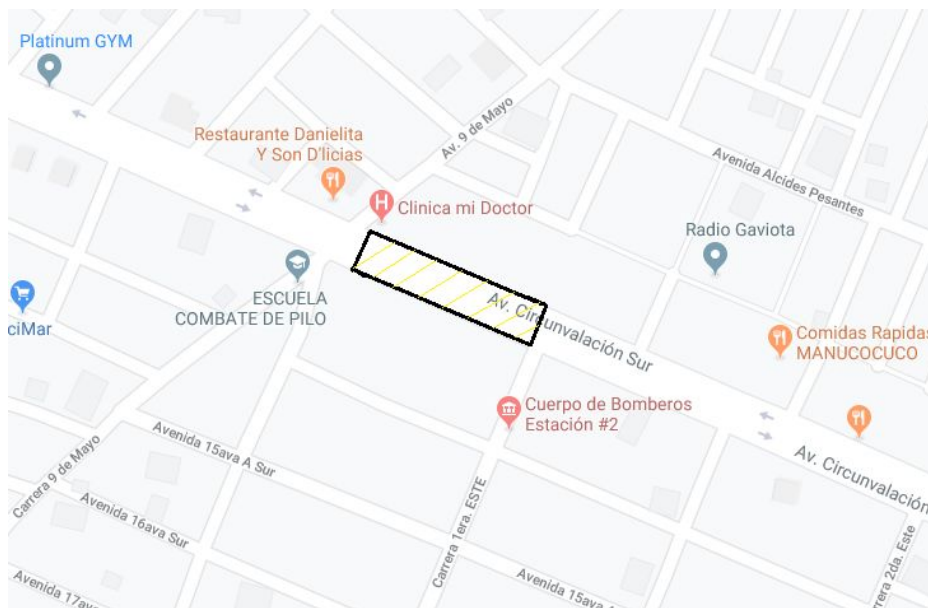 Platinum GYM
Av. 9 de Mayo
Restaurante Danielita
Y Son D'licias
Avenida Alcides Pesantes
Clinica mi Doctor
Radio Gaviota
ESCUELA
COMBATE DE PILO
Av. Circunvalación Sur
ciMar
Comidas Rapidas
MANUCOCUCO
Cuerpo de Bomberos
Estación #2
Avenida 15ava A Sur
Carrera 9 de Mayo
Av. Circunvalación
Avenida 16ava Sur
Carrera 1era. ESTE
Carrera 2da. Este
Avenida 17ava
Avenida 15ava A